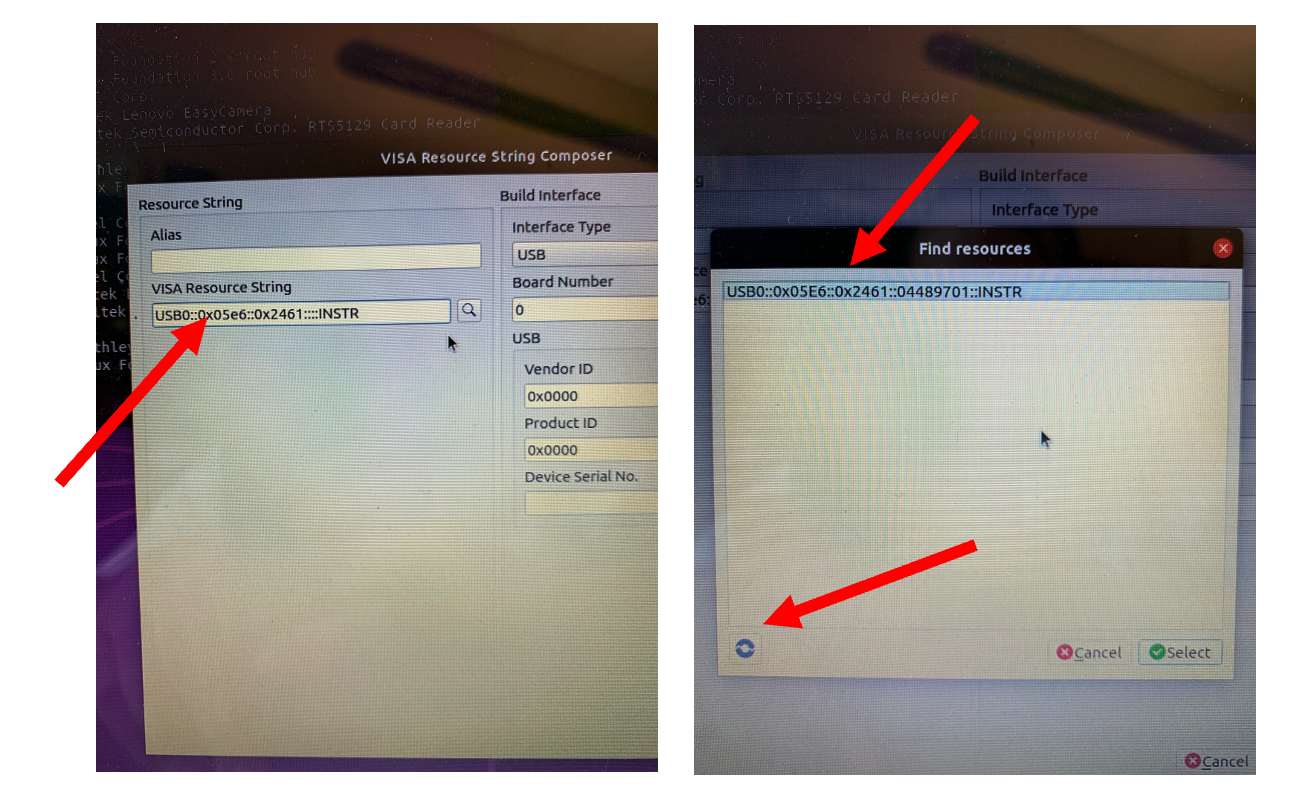 Foundation 2.0 root hub
Foundation 3.0 root hub
Corp.
Lenovo EasyCamera
tek Semiconductor Corp. RTS5129 Card Reader
VISA Resource String Composer
Resource String
Alias
VISA Resource String
USB0::0x05e6::0x2461::::INSTR
Build Interface
Interface Type
USB
Board Number
0
USB
Vendor ID
0x0000
Product ID
0x0000
Device Serial No.
Corp. RTS5129 Card Reader
VISA Resource String Composer
Build Interface
Interface Type
Find resources
USB0::0x05E6::0x2461::04489701::INSTR
Cancel
Select
Cancel